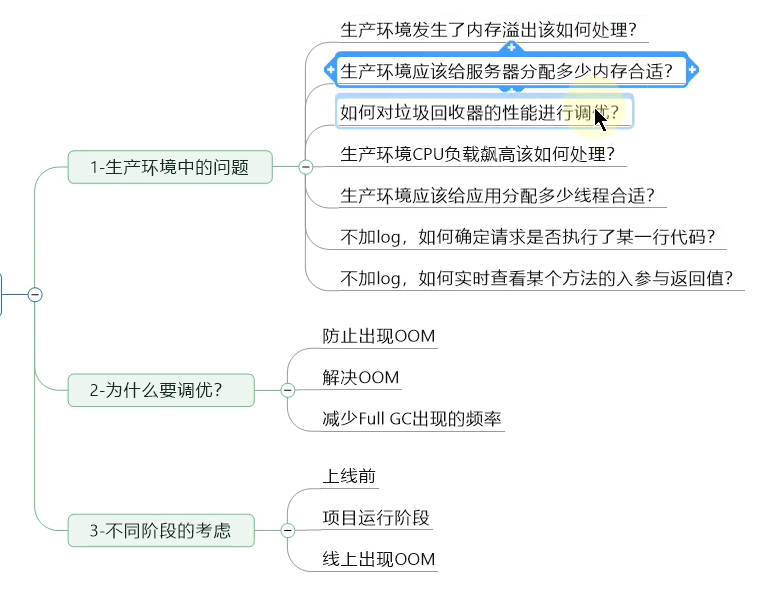 1-生产环境中的问题
生产环境发生了内存溢出该如何处理？
生产环境应该给服务器分配多少内存合适？
如何对垃圾回收器的性能进行调优？
生产环境CPU负载飙高该如何处理？
生产环境应该给应用分配多少线程合适？
不加log，如何确定请求是否执行了某一行代码？
不加log，如何实时查看某个方法的入参与返回值？
2-为什么要调优？
防止出现OOM
解决OOM
减少Full GC出现的频率
3-不同阶段的考虑
上线前
项目运行阶段
线上出现OOM